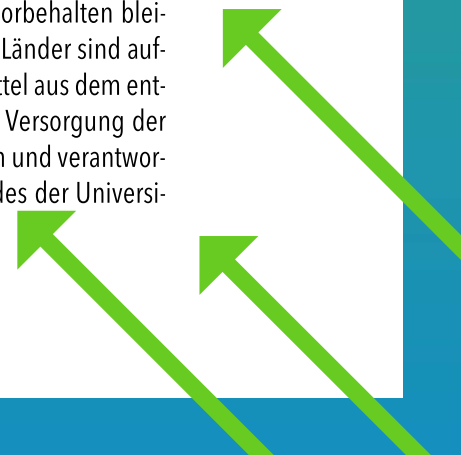 orbehalten blei-
Länder sind auf-
ttel aus dem ent-
Versorgung der
n und verantwor-
des der Universi-